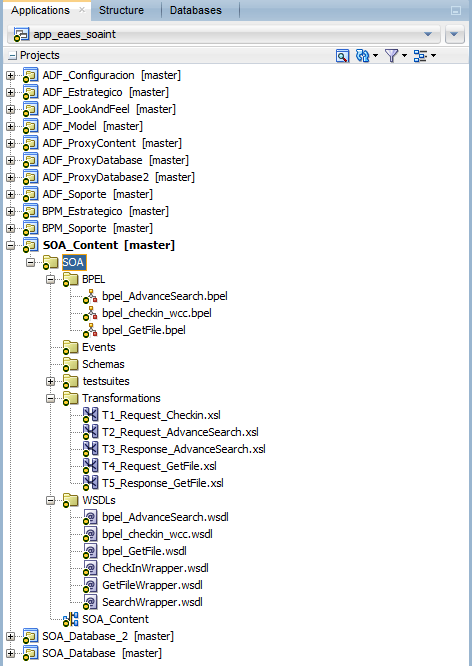 Applications Structure Databases
app_eaes_soaint
Projects
ADF_Configuracion [master]
ADF_Estrategico [master]
ADF_LookAndFeel [master]
ADF_Model [master]
ADF_ProxyContent [master]
ADF_ProxyDatabase [master]
ADF_ProxyDatabase2 [master]
ADF_Soporte [master]
BPM_Estrategico [master]
BPM_Soporte [master]
SOA_Content [master]
SOA
BPEL
bpel_AdvanceSearch.bpel
bpel_checkin_wcc.bpel
bpel_GetFile.bpel
Events
Schemas
testsuites
Transformations
T1_Request_Checkin.xsl
T2_Request_AdvanceSearch.xsl
T3_Response_AdvanceSearch.xsl
T4_Request_GetFile.xsl
T5_Response_GetFile.xsl
WSDLs
bpel_AdvanceSearch.wsdl
bpel_checkin_wcc.wsdl
bpel_GetFile.wsdl
CheckInWrapper.wsdl
GetFileWrapper.wsdl
SearchWrapper.wsdl
SOA_Content
SOA_Database_2 [master]
SOA_Database [master]